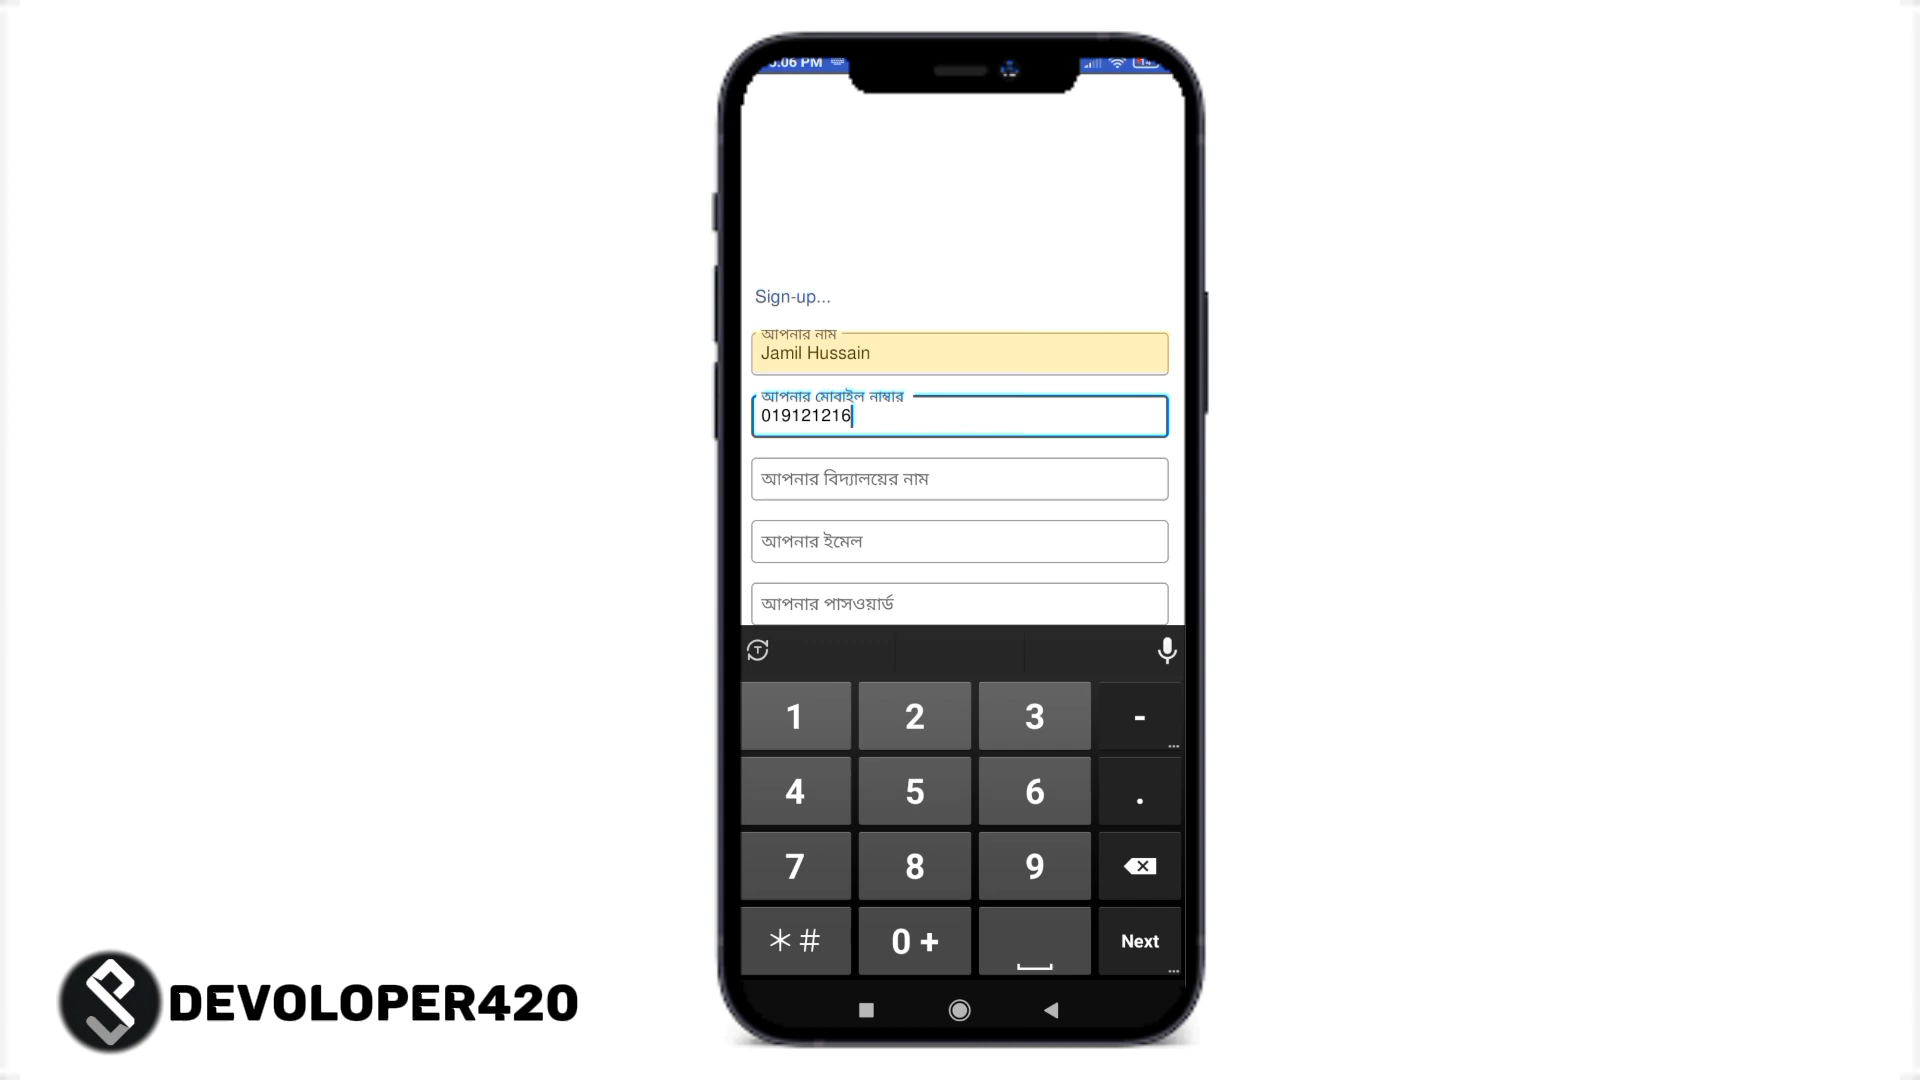 :06 PM
Sign-up...
আপনার নাম
Jamil Hussain
আপনার মোবাইল নাম্বার
019121216
আপনার বিদ্যালয়ের নাম
আপনার ইমেল
আপনার পাসওয়ার্ড
1 2 3 -
4 5 6 .
7 8 9
*# 0 + Next
DEVOLOPER420